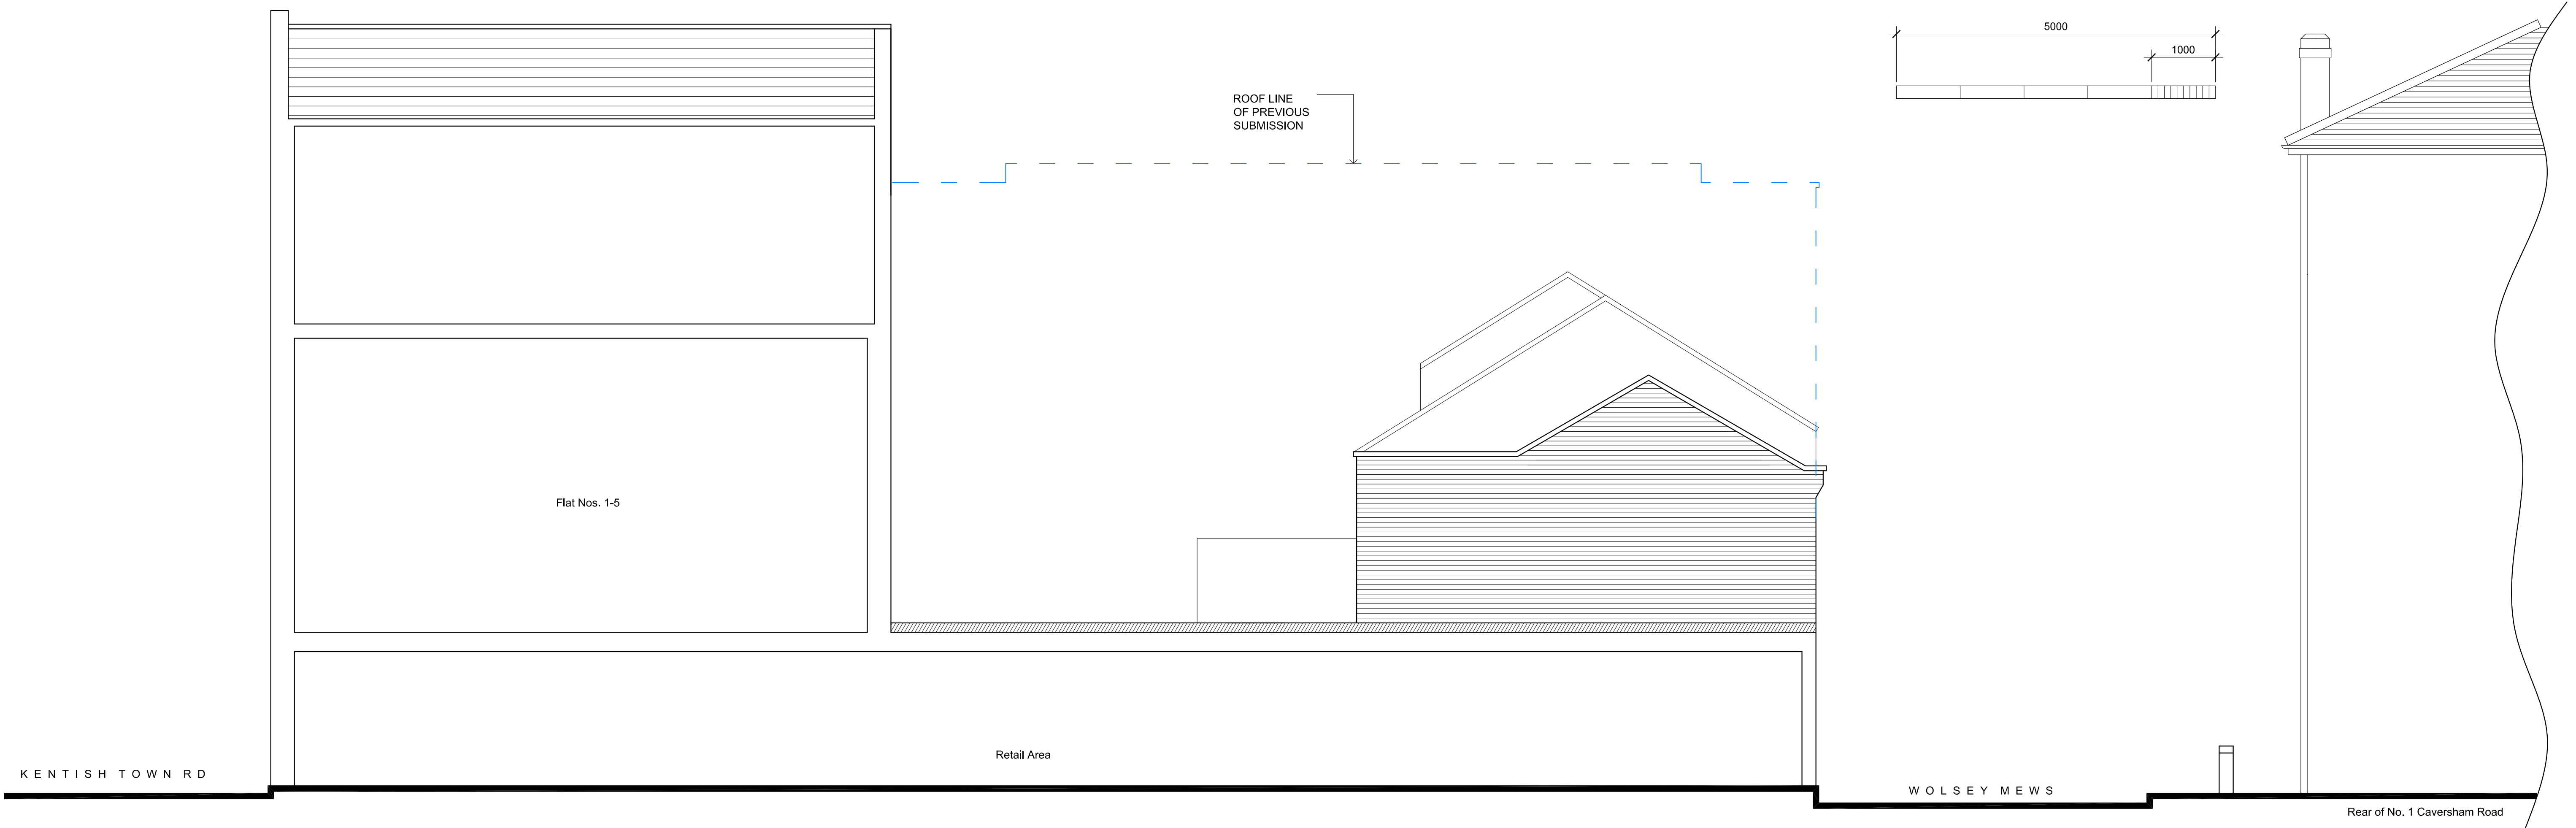 5000
1000
ROOF LINE
OF PREVIOUS
SUBMISSION
Flat Nos. 1-5
Retail Area
KENTISH TOWN RD
WOLSEY MEWS
Rear of No. 1 Caversham Road